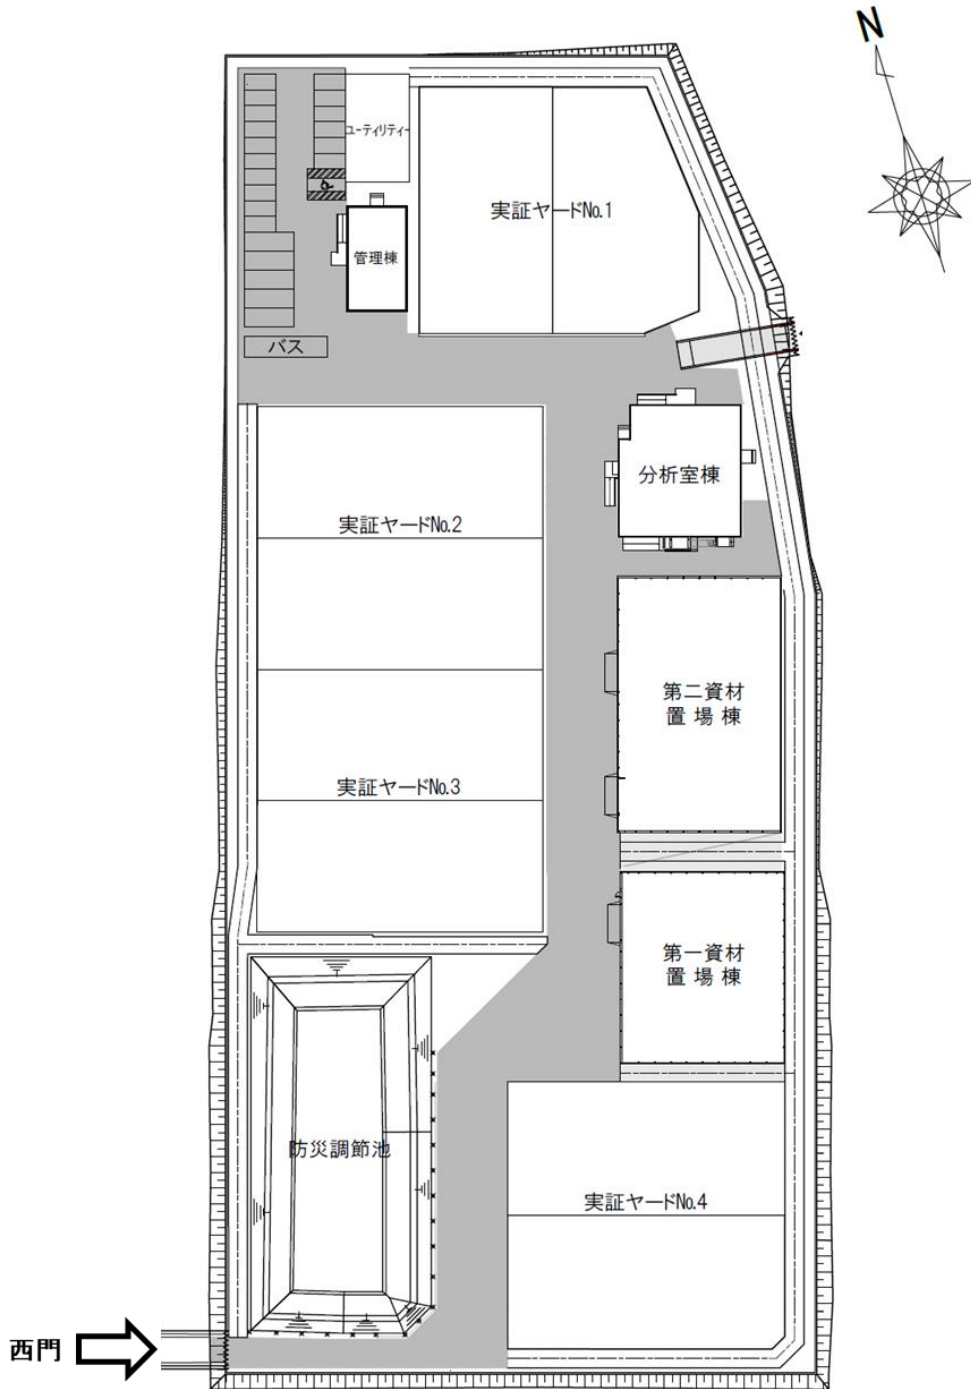 N
ユーティリティー
実証ヤードNo.1
管理棟
バス
分析室棟
実証ヤードNo.2
第二資材
置場棟
実証ヤードNo.3
第一資材
置場棟
防災調節池
実証ヤードNo.4
西門